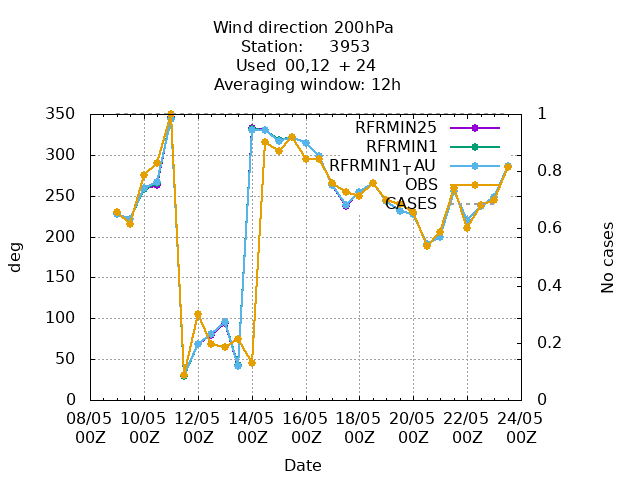 Wind direction 200hPa
Station: 3953
Used 00,12 + 24
Averaging window: 12h
350
300
250
200
150
100
50
0
deg
1
0.8
0.6
0.4
0.2
0
No cases
RFRMIN25
RFRMIN1
RFRMIN1_TAU
OBS
CASES
08/05 10/05 12/05 14/05 16/05 18/05 20/05 22/05 24/05
00Z 00Z 00Z 00Z 00Z 00Z 00Z 00Z 00Z
Date